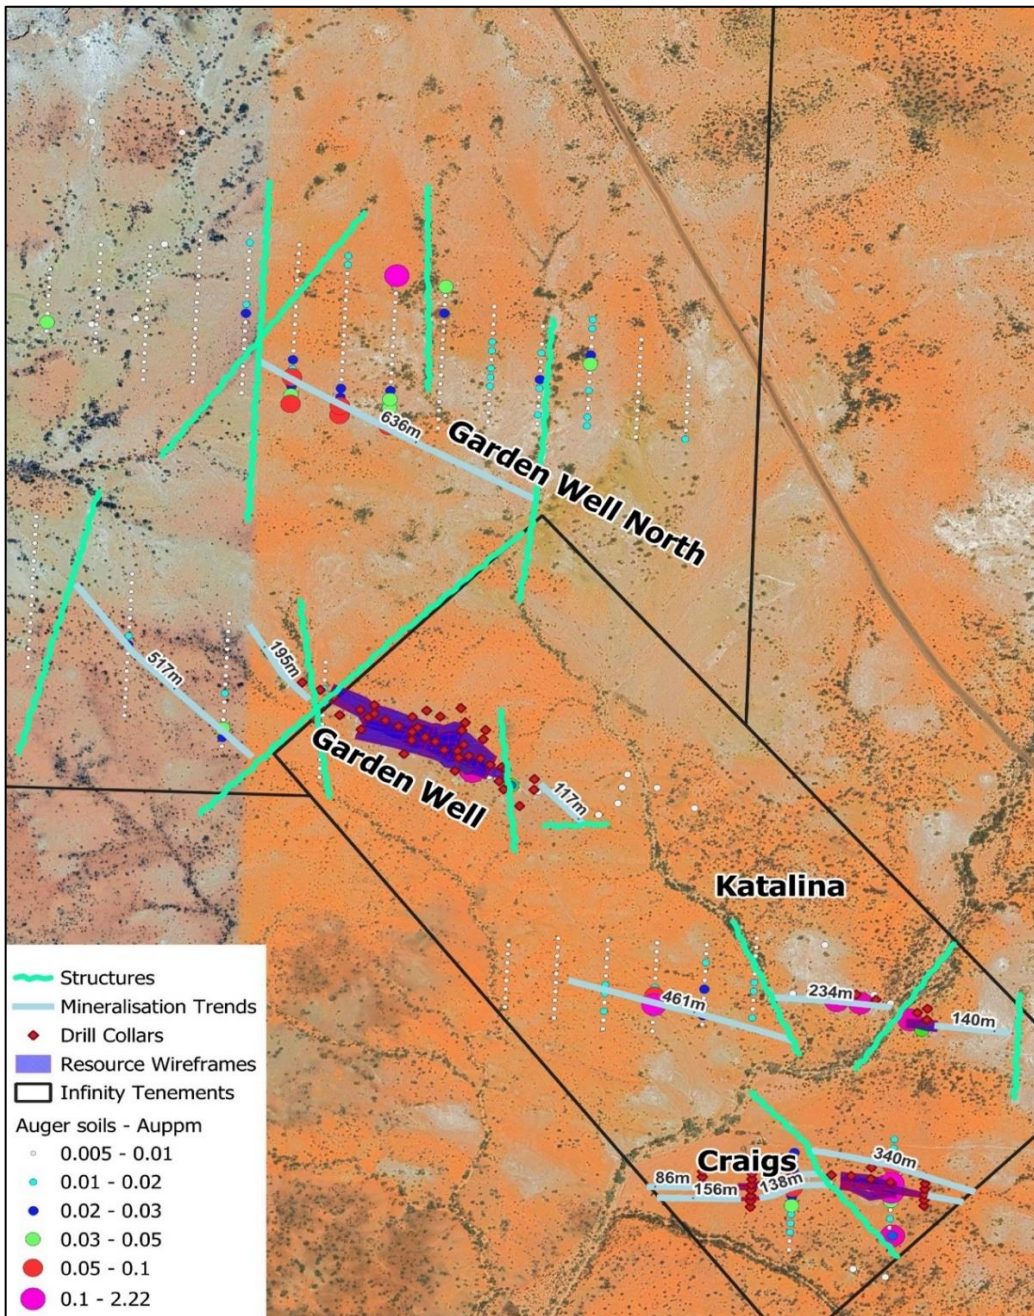 636m
Garden Well North
517m
195m
Garden Well
117m
Katalina
461m
234m
140m
Craigs
340m
86m
156m
138m
Structures
Mineralisation Trends
Drill Collars
Resource Wireframes
Infinity Tenements
Auger soils - Auppm
0.005 - 0.01
0.01 - 0.02
0.02 - 0.03
0.03 - 0.05
0.05 - 0.1
0.1 - 2.22